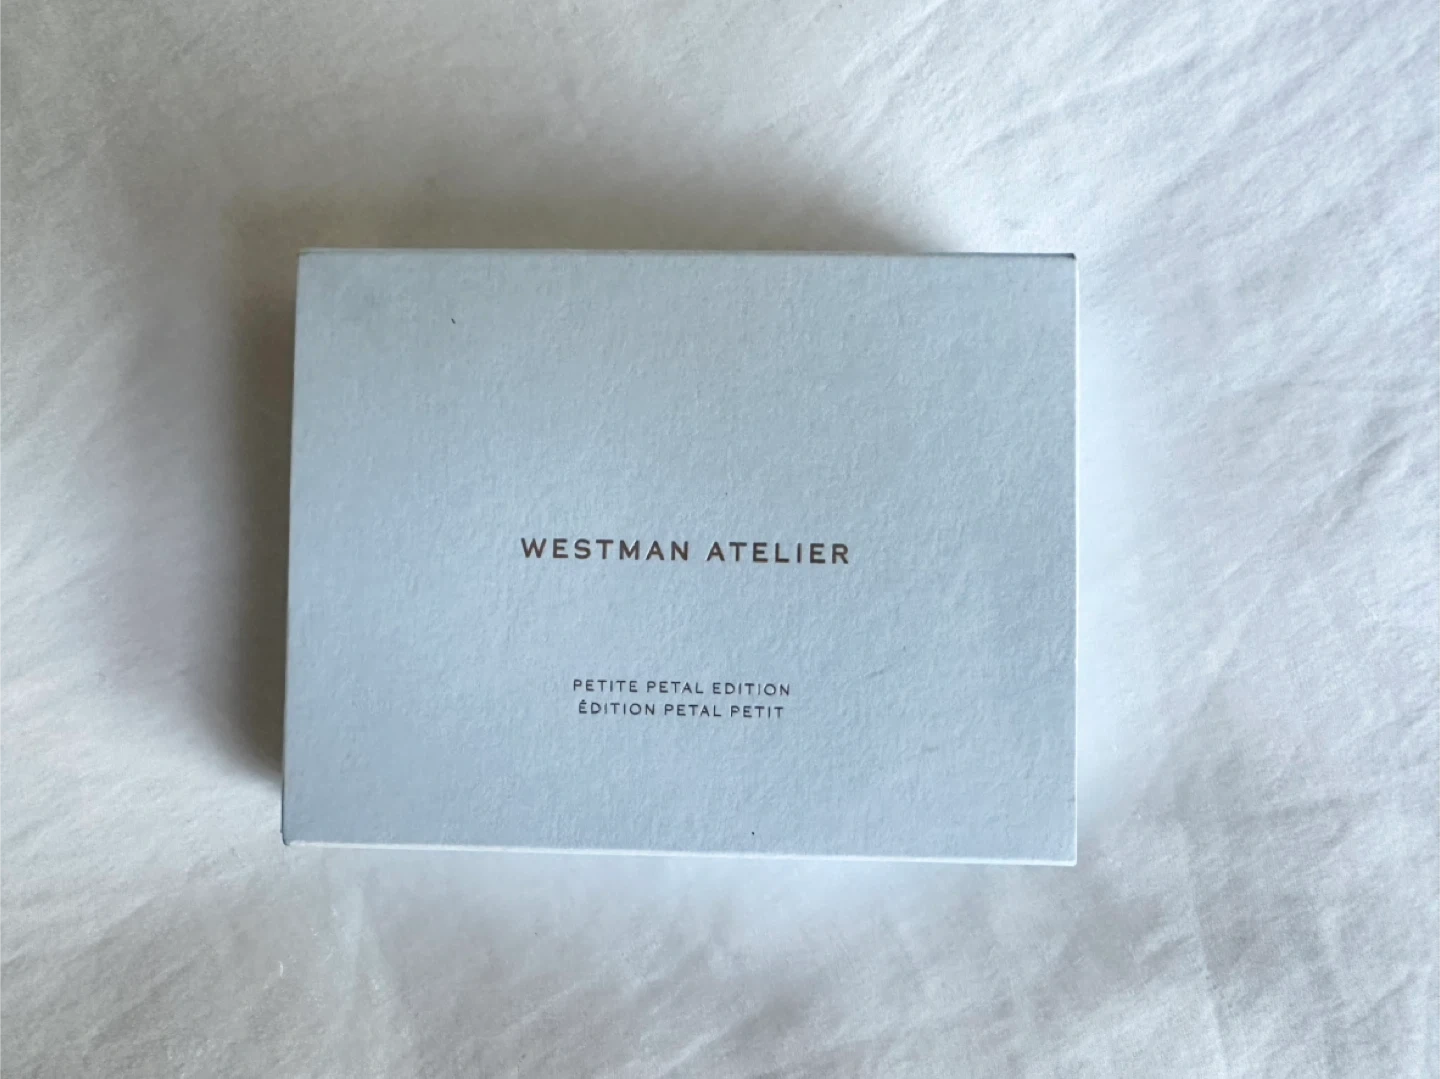 WESTMAN ATELIER
PETITE PETAL EDITION
ÉDITION PETAL PETIT